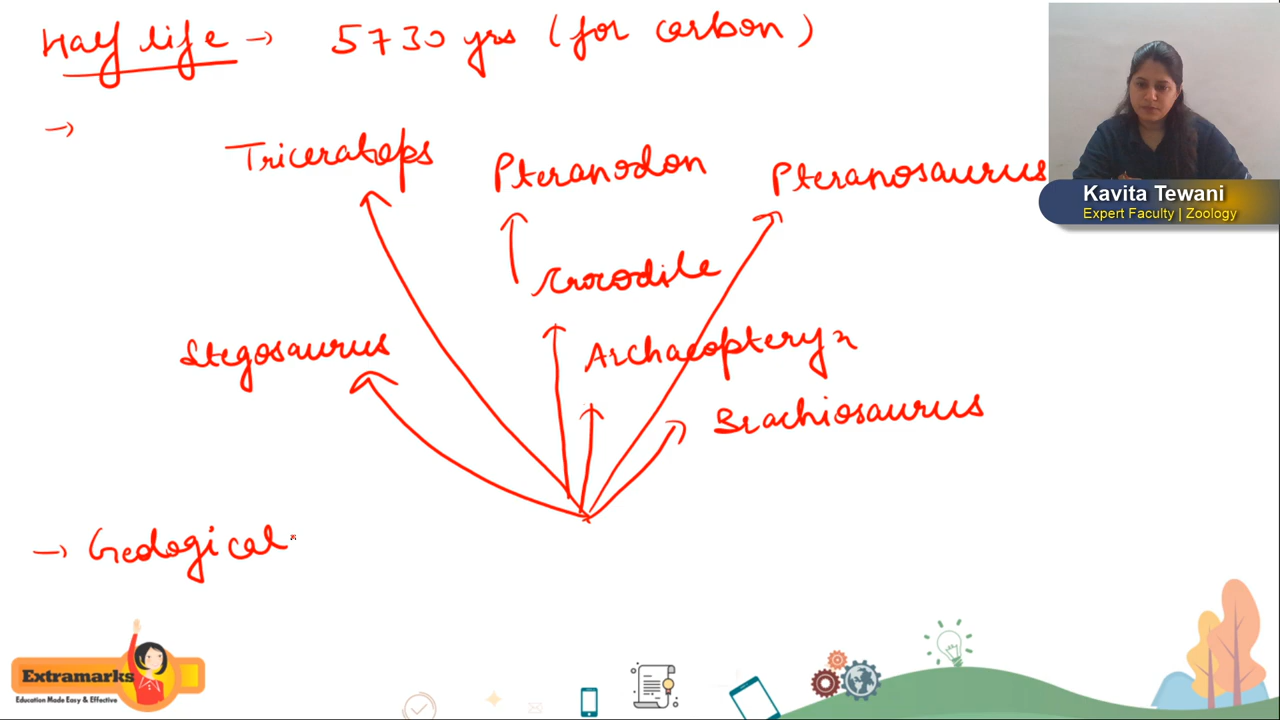 Half life → 5730 yrs (for carbon)
→
Triceratops
Pteranodon
Pteranosaurus
Kavita Tewani
Expert Faculty | Zoology
Crocodile
Stegosaurus
Archaeopteryx
Brachiosaurus
→ Geological
Extramarks
Education Made Easy & Effective